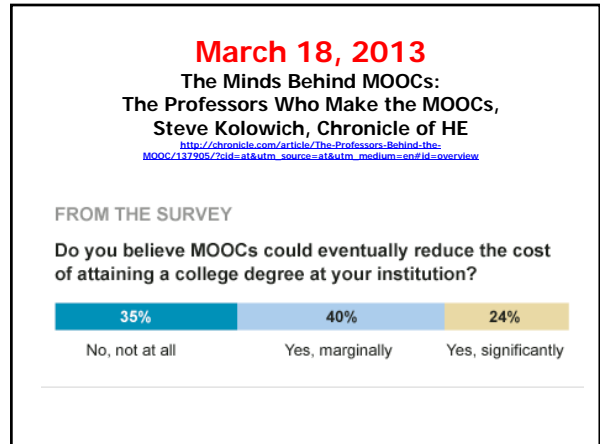 March 18, 2013
The Minds Behind MOOCs:
The Professors Who Make the MOOCs,
Steve Kolowich, Chronicle of HE
http://chronicle.com/article/The-Professors-Behind-the-
MOOC/137905/?cid=at&utm_source=at&utm_medium=en#id=overview
FROM THE SURVEY
Do you believe MOOCs could eventually reduce the cost
of attaining a college degree at your institution?
35% 40% 24%
No, not at all Yes, marginally Yes, significantly